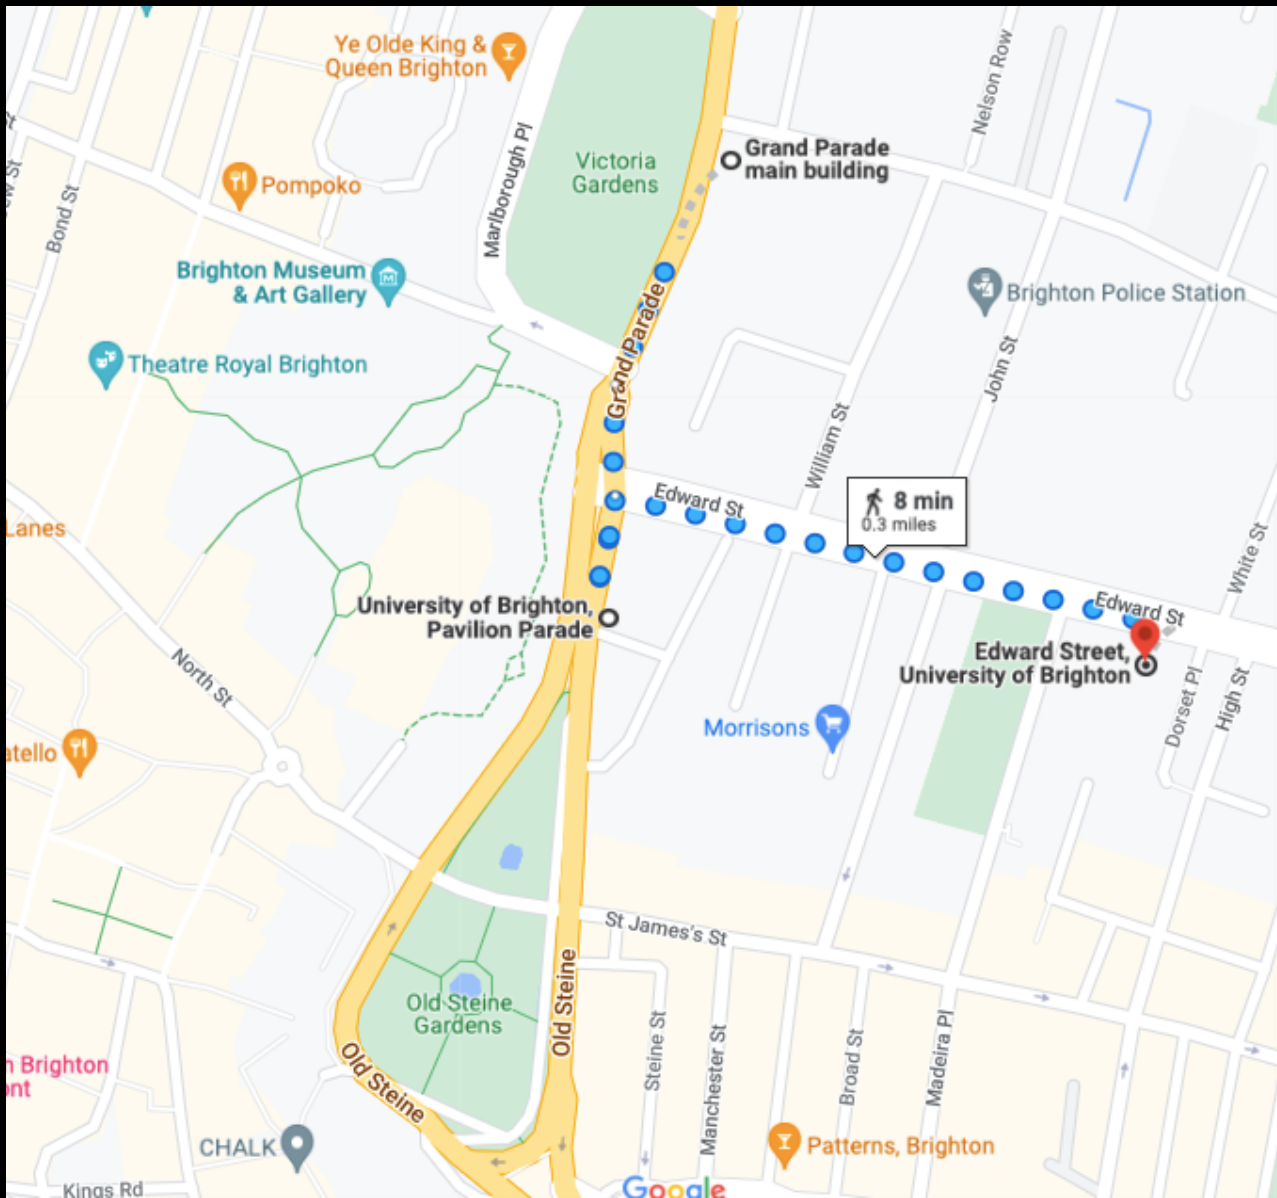 Ye Olde King &
Queen Brighton
Nelson Row
Grand Parade
main building
Victoria
Gardens
Marlborough Pl
Pompoko
Bond St
St
Brighton Museum
& Art Gallery
Brighton Police Station
Grand Parade
Theatre Royal Brighton
John St
William St
Edward St
8 min
0.3 miles
Lanes
White St
University of Brighton,
Pavilion Parade
Edward St
Edward Street,
University of Brighton
North St
Dorset Pl
High St
Morrisons
atello
St James's St
Old Steine
Old Steine
Gardens
Steine St
Manchester St
Broad St
Madeira Pl
Old Steine
n Brighton
ont
CHALK
Patterns, Brighton
Kings Rd
Google